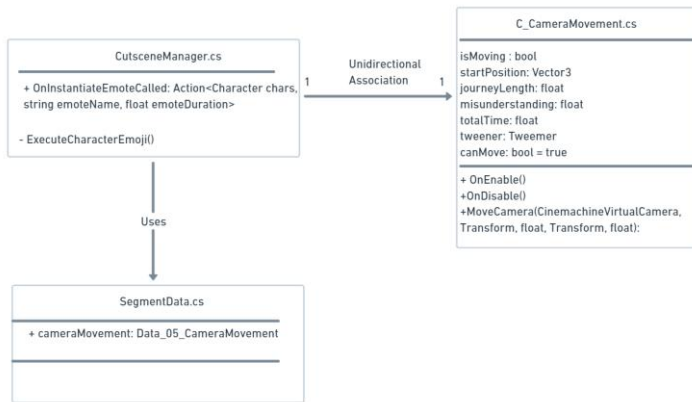 CutsceneManager.cs
+ OnInstantiateEmoteCalled: Action<Character chars,
string emoteName, float emoteDuration>
- ExecuteCharacterEmoji()
Unidirectional
Association
1
1
C_CameraMovement.cs
isMoving : bool
startPosition: Vector3
journeyLength: float
misunderstanding: float
totalTime: float
tweener: Tweemer
canMove: bool = true
+ OnEnable()
+OnDisable()
+MoveCamera(CinemachineVirtualCamera,
Transform, float, Transform, float):
Uses
SegmentData.cs
+ cameraMovement: Data_05_CameraMovement